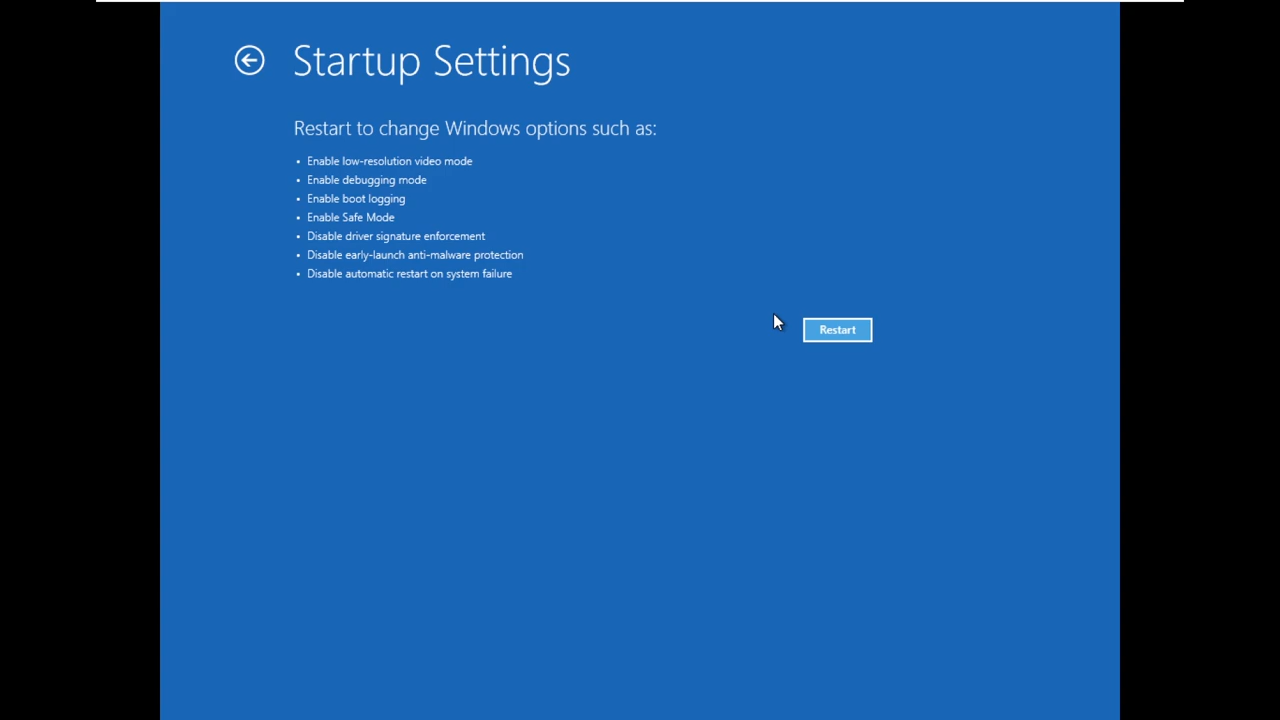 Startup Settings
Restart to change Windows options such as:
Enable low-resolution video mode
Enable debugging mode
Enable boot logging
Enable Safe Mode
Disable driver signature enforcement
Disable early-launch anti-malware protection
Disable automatic restart on system failure
Restart